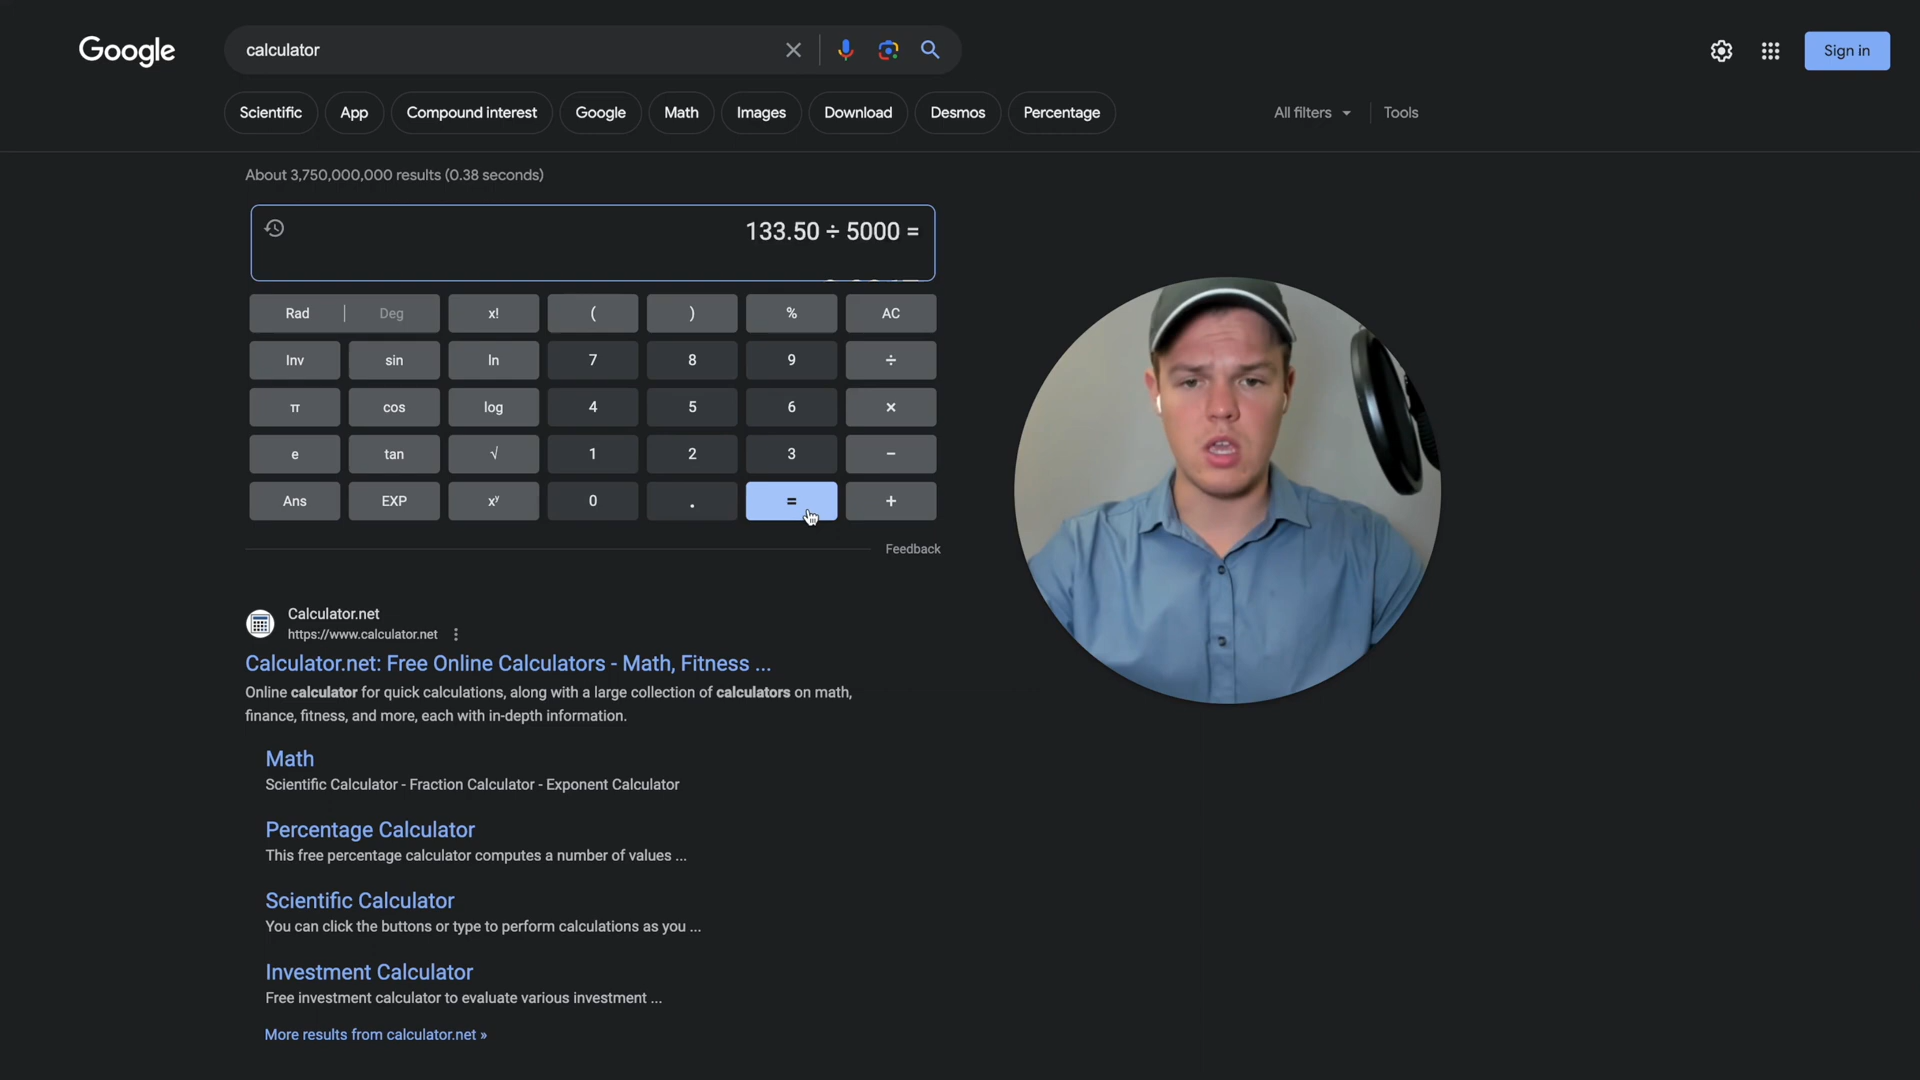 Google
calculator
Sign in
Scientific
App
Compound interest
Google
Math
Images
Download
Desmos
Percentage
All filters
Tools
About 3,750,000,000 results (0.38 seconds)
133.50 ÷ 5000 =
Rad | Deg
x!
(
)
%
AC
Inv
sin
ln
7
8
9
÷
π
cos
log
4
5
6
×
e
tan
√
1
2
3
−
Ans
EXP
xʸ
0
.
=
+
Feedback
Calculator.net
https://www.calculator.net
Calculator.net: Free Online Calculators - Math, Fitness ...
Online calculator for quick calculations, along with a large collection of calculators on math,
finance, fitness, and more, each with in-depth information.
Math
Scientific Calculator - Fraction Calculator - Exponent Calculator
Percentage Calculator
This free percentage calculator computes a number of values ...
Scientific Calculator
You can click the buttons or type to perform calculations as you ...
Investment Calculator
Free investment calculator to evaluate various investment ...
More results from calculator.net »